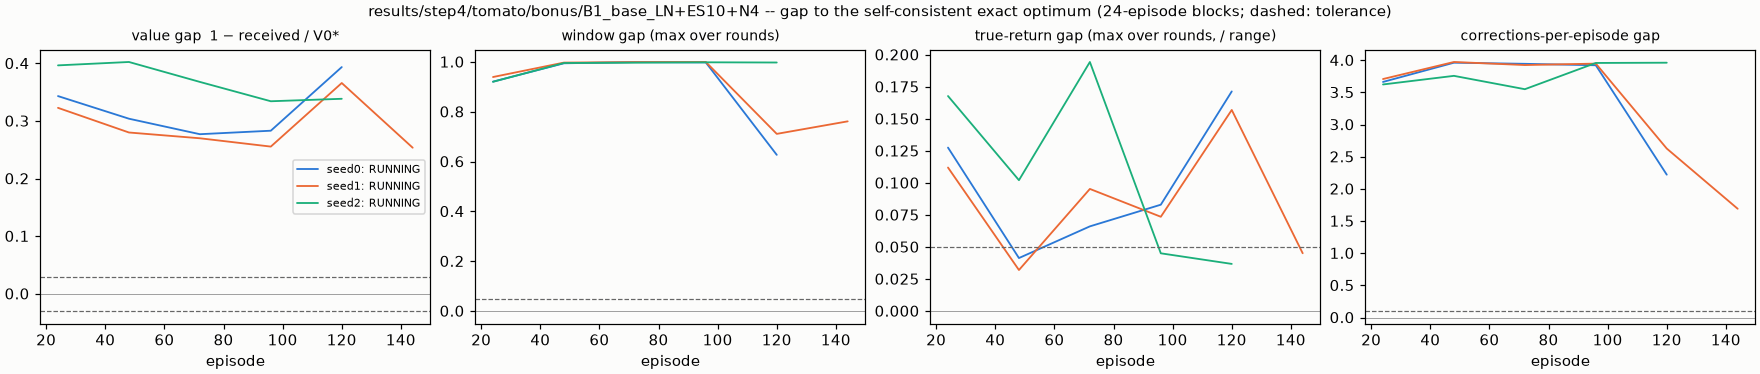 results/step4/tomato/bonus/B1_base_LN+ES10+N4 -- gap to the self-consistent exact optimum (24-episode blocks; dashed: tolerance)
value gap  1 − received / V0*
0.4
0.3
0.2
0.1
0.0
seed0: RUNNING
seed1: RUNNING
seed2: RUNNING
20 40 60 80 100 120 140
episode
window gap (max over rounds)
1.0
0.8
0.6
0.4
0.2
0.0
20 40 60 80 100 120 140
episode
true-return gap (max over rounds, / range)
0.200
0.175
0.150
0.125
0.100
0.075
0.050
0.025
0.000
20 40 60 80 100 120 140
episode
corrections-per-episode gap
4.0
3.5
3.0
2.5
2.0
1.5
1.0
0.5
0.0
20 40 60 80 100 120 140
episode